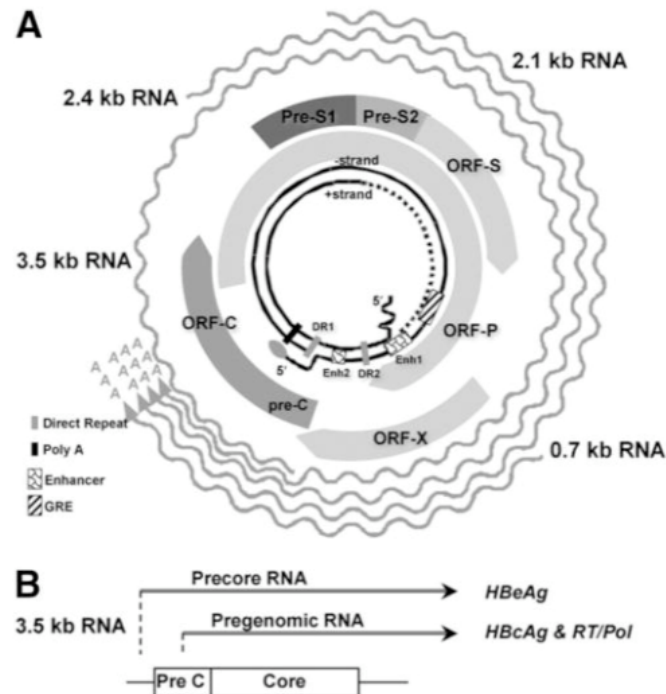 A
2.1 kb RNA
2.4 kb RNA
Pre-S1
Pre-S2
-strand
ORF-S
+strand
3.5 kb RNA
5'
ORF-C
DR1
ORF-P
A A A A
A A A
A A A
A A
5'
Enh2
DR2
Enh1
pre-C
Direct Repeat
ORF-X
Poly A
0.7 kb RNA
Enhancer
GRE
B
Precore RNA
HBeAg
3.5 kb RNA
Pregenomic RNA
HBcAg & RT/Pol
Pre C
Core